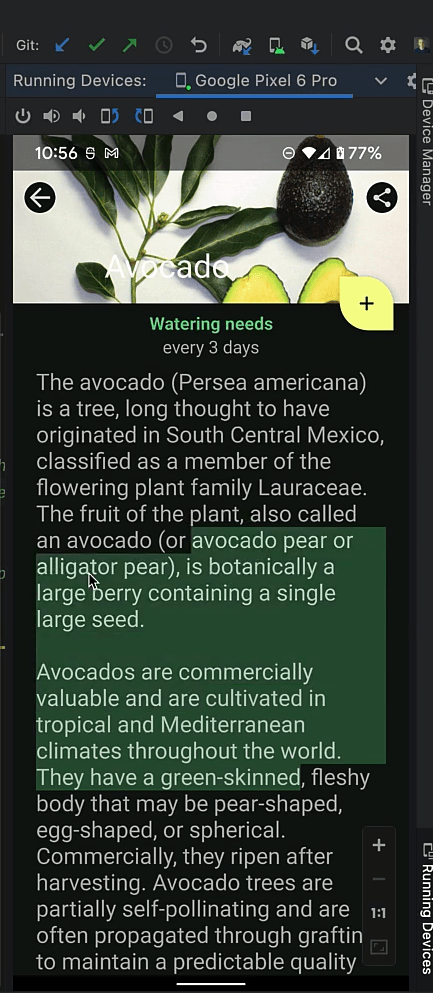 Git:
Running Devices: Google Pixel 6 Pro
Device Manager
10:56 77%
Avocado
+
Watering needs
every 3 days
The avocado (Persea americana)
is a tree, long thought to have
originated in South Central Mexico,
classified as a member of the
flowering plant family Lauraceae.
The fruit of the plant, also called
an avocado (or avocado pear or
alligator pear), is botanically a
large berry containing a single
large seed.
Avocados are commercially
valuable and are cultivated in
tropical and Mediterranean
climates throughout the world.
They have a green-skinned, fleshy
body that may be pear-shaped,
egg-shaped, or spherical.
Commercially, they ripen after
harvesting. Avocado trees are
partially self-pollinating and are
often propagated through graftin
to maintain a predictable quality
1:1
Running Devices